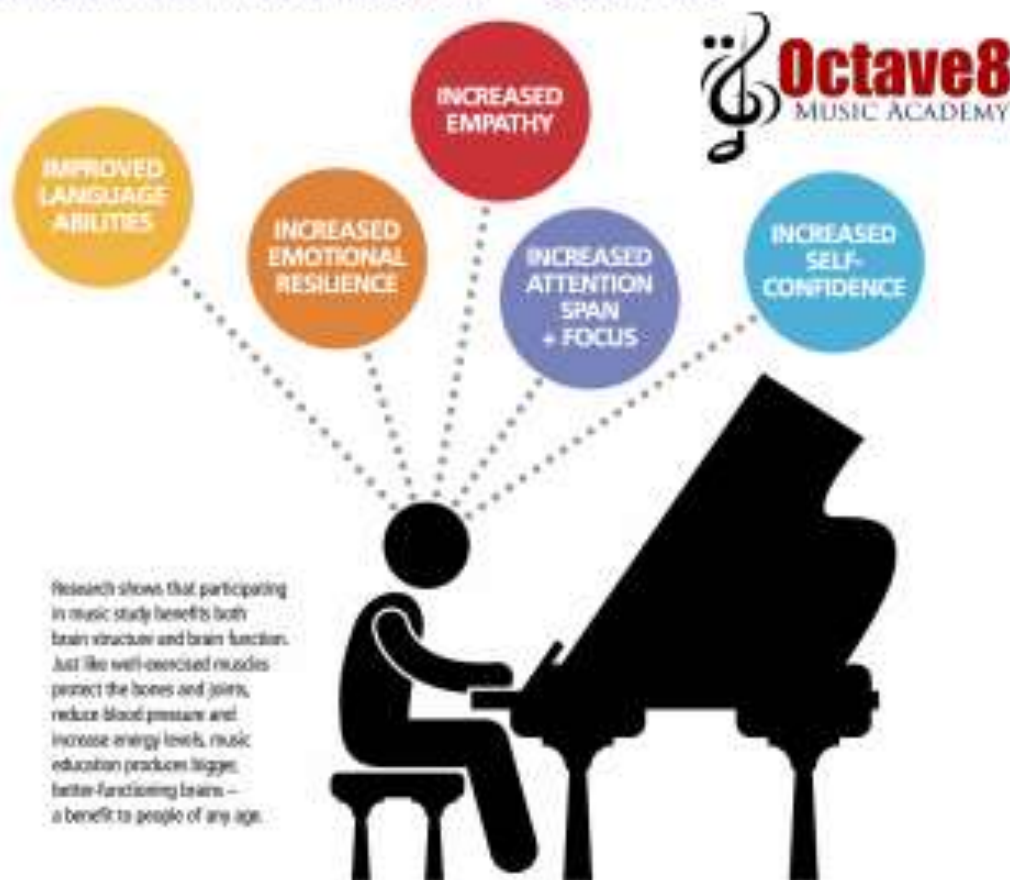 Octave8
MUSIC ACADEMY
INCREASED
EMPATHY
IMPROVED
LANGUAGE
ABILITIES
INCREASED
EMOTIONAL
RESILIENCE
INCREASED
ATTENTION
SPAN
+ FOCUS
INCREASED
SELF-
CONFIDENCE
Research shows that participating
in music study benefits both
brain structure and brain function.
Just like well-exercised muscles
protect the bones and joints,
reduce blood pressure and
increase energy levels, music
education produces bigger,
better-functioning brains –
a benefit to people of any age.